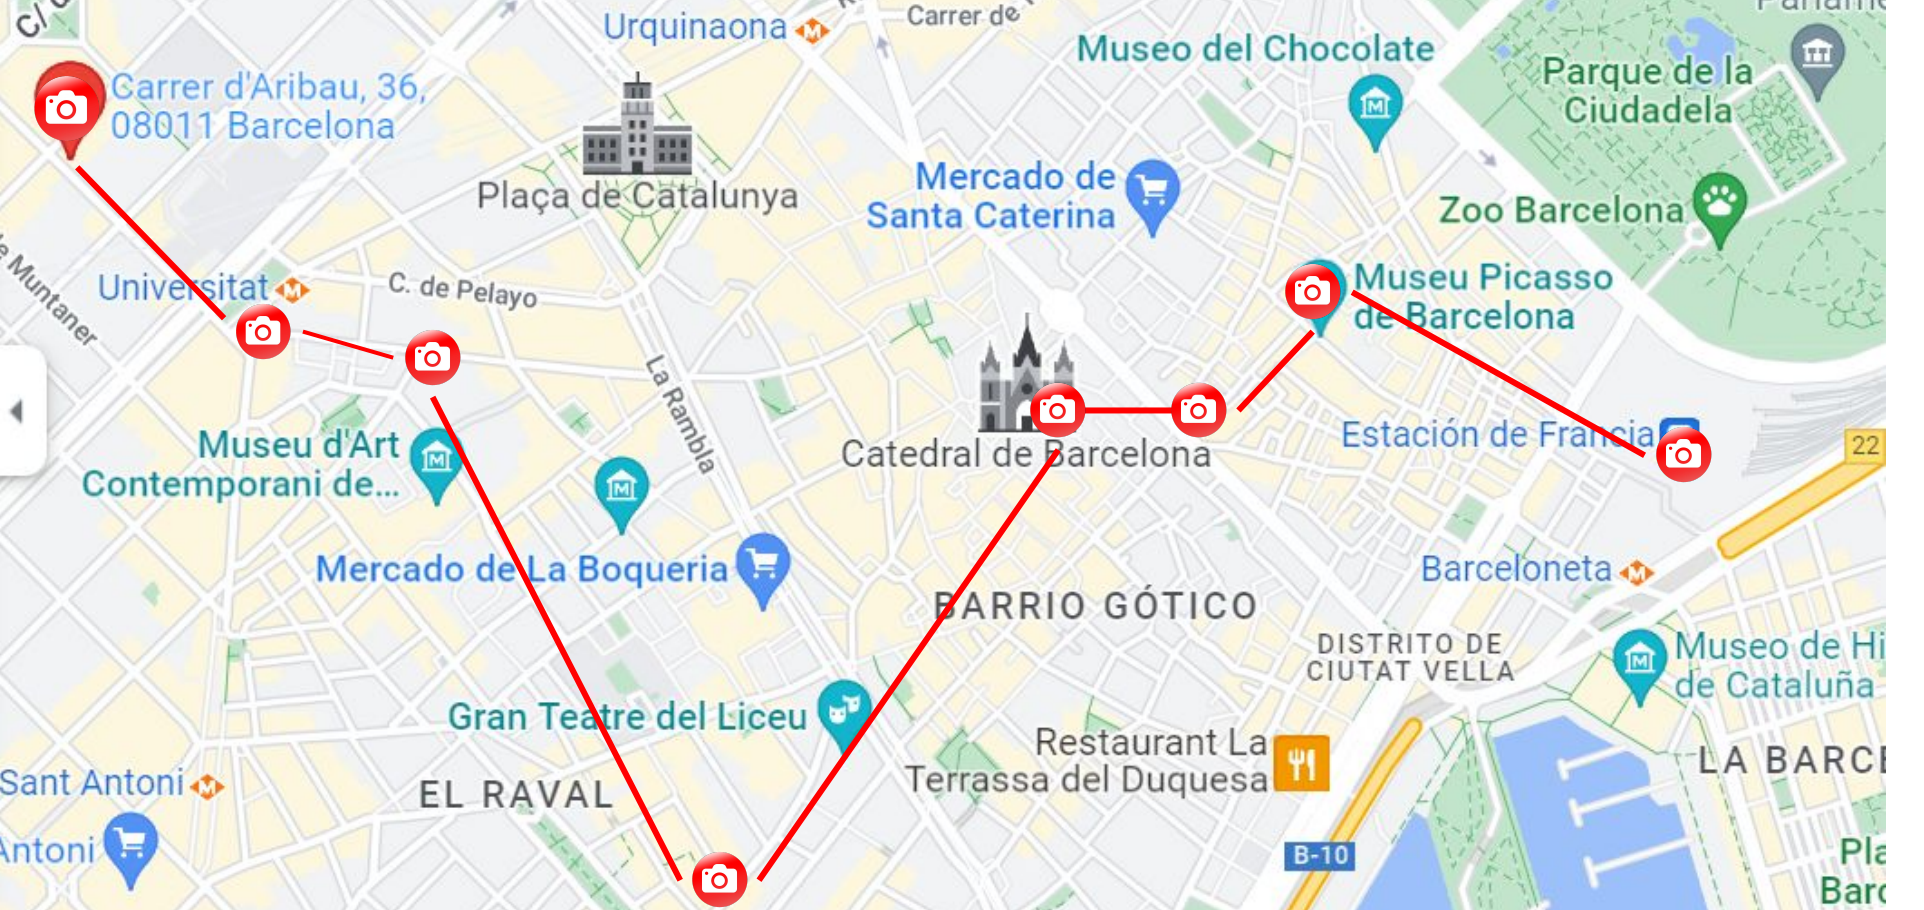 Urquinaona
Carrer de
Museo del Chocolate
Parque de la
Ciudadela
C/
Carrer d'Aribau, 36,
08011 Barcelona
Plaça de Catalunya
Mercado de
Santa Caterina
Zoo Barcelona
de Muntaner
Universitat
C. de Pelayo
Museu Picasso
de Barcelona
La Rambla
Museu d'Art
Contemporani de...
Catedral de Barcelona
Estación de Francia
22
Mercado de La Boqueria
BARRIO GÓTICO
Barceloneta
DISTRITO DE
CIUTAT VELLA
Museo de Hi
de Cataluña
Gran Teatre del Liceu
Restaurant La
Terrassa del Duquesa
LA BARCE
Sant Antoni
EL RAVAL
Antoni
B-10
Pla
Barc